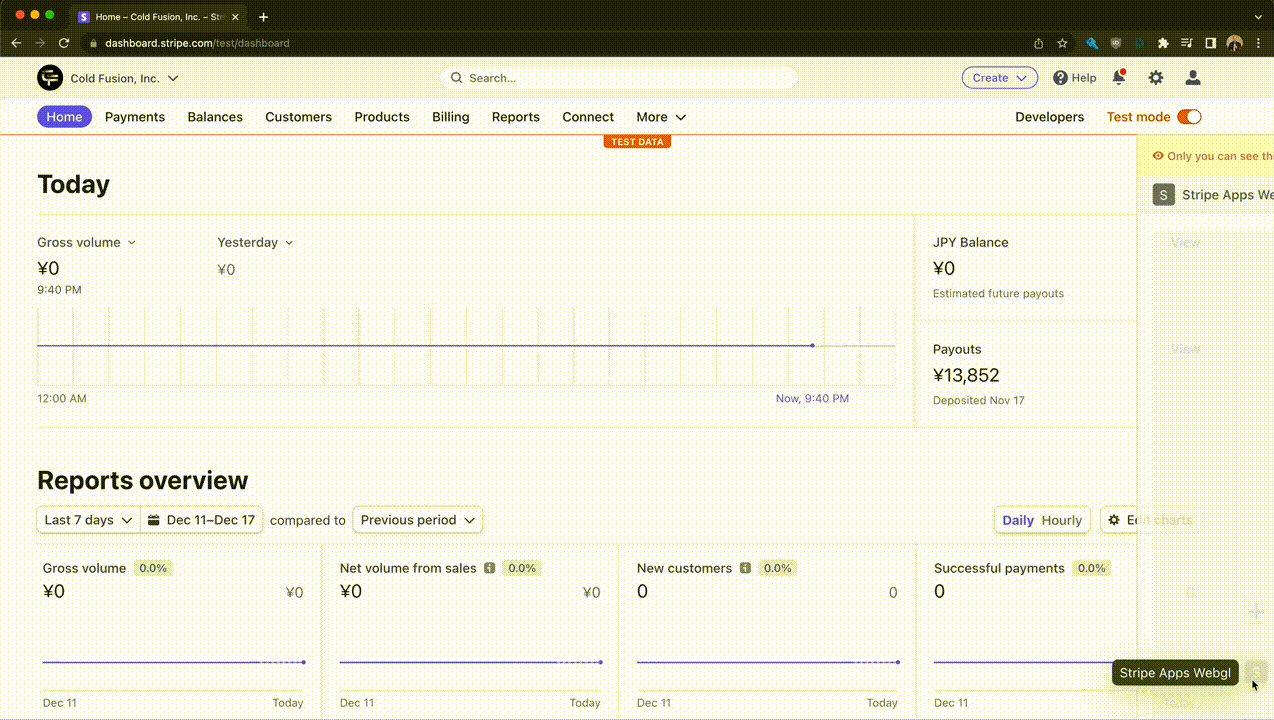 Home – Cold Fusion, Inc. – Str
dashboard.stripe.com/test/dashboard
Cold Fusion, Inc.
Search...
Create
Help
Home
Payments
Balances
Customers
Products
Billing
Reports
Connect
More
Developers
Test mode
TEST DATA
Only you can see thi
S Stripe Apps We
Today
View
Gross volume
Yesterday
JPY Balance
¥0
¥0
¥0
9:40 PM
Estimated future payouts
View
Payouts
¥13,852
12:00 AM
Now, 9:40 PM
Deposited Nov 17
Reports overview
Last 7 days
Dec 11–Dec 17
compared to
Previous period
Daily
Hourly
Edit charts
Gross volume 0.0%
¥0
¥0
Dec 11
Today
Net volume from sales 0.0%
¥0
¥0
Dec 11
Today
New customers 0.0%
0
0
Dec 11
Today
Successful payments 0.0%
0
0
Dec 11
Today
Stripe Apps Webgl
S